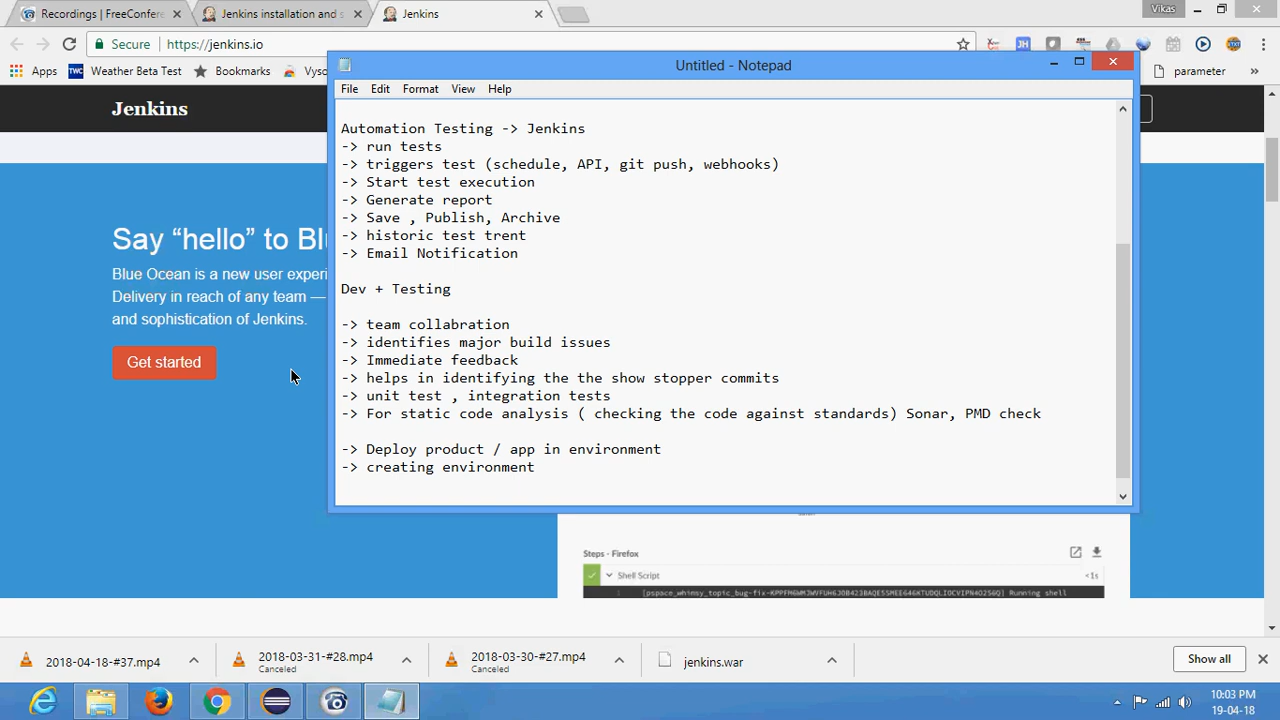 Recordings | FreeConfere
Jenkins installation and s
Jenkins
Vikas
Secure
https://jenkins.io
Apps
Weather Beta Test
Bookmarks
Vyso
parameter
»
Untitled - Notepad
File Edit Format View Help
Jenkins
Automation Testing -> Jenkins
-> run tests
-> triggers test (schedule, API, git push, webhooks)
-> Start test execution
-> Generate report
-> Save , Publish, Archive
-> historic test trent
-> Email Notification
Dev + Testing
-> team collabration
-> identifies major build issues
-> Immediate feedback
-> helps in identifying the the show stopper commits
-> unit test , integration tests
-> For static code analysis ( checking the code against standards) Sonar, PMD check
-> Deploy product / app in environment
-> creating environment
Say “hello” to Bl
Blue Ocean is a new user experi
Delivery in reach of any team —
and sophistication of Jenkins.
Get started
Steps - Firefox
Shell Script
<1s
Running shell
2018-04-18-#37.mp4
2018-03-31-#28.mp4
Canceled
2018-03-30-#27.mp4
Canceled
jenkins.war
Show all
10:03 PM
19-04-18